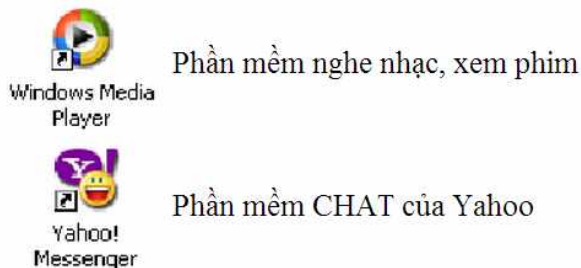 Phần mềm nghe nhạc, xem phim
Windows Media
Player
Phần mềm CHAT của Yahoo
Yahoo!
Messenger